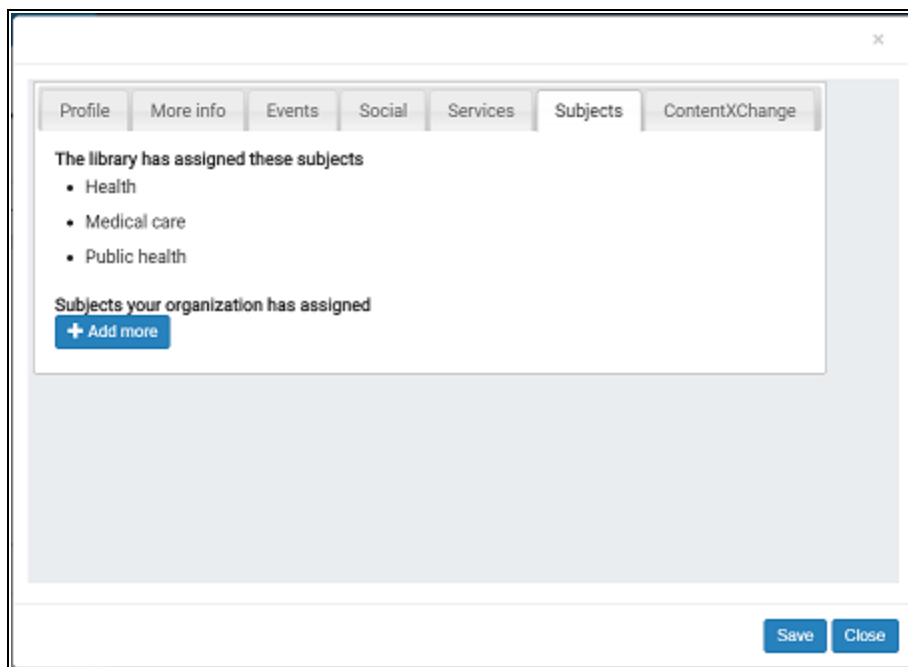 ×
Profile More info Events Social Services Subjects ContentXChange
The library has assigned these subjects
• Health
• Medical care
• Public health
Subjects your organization has assigned
+ Add more
Save Close